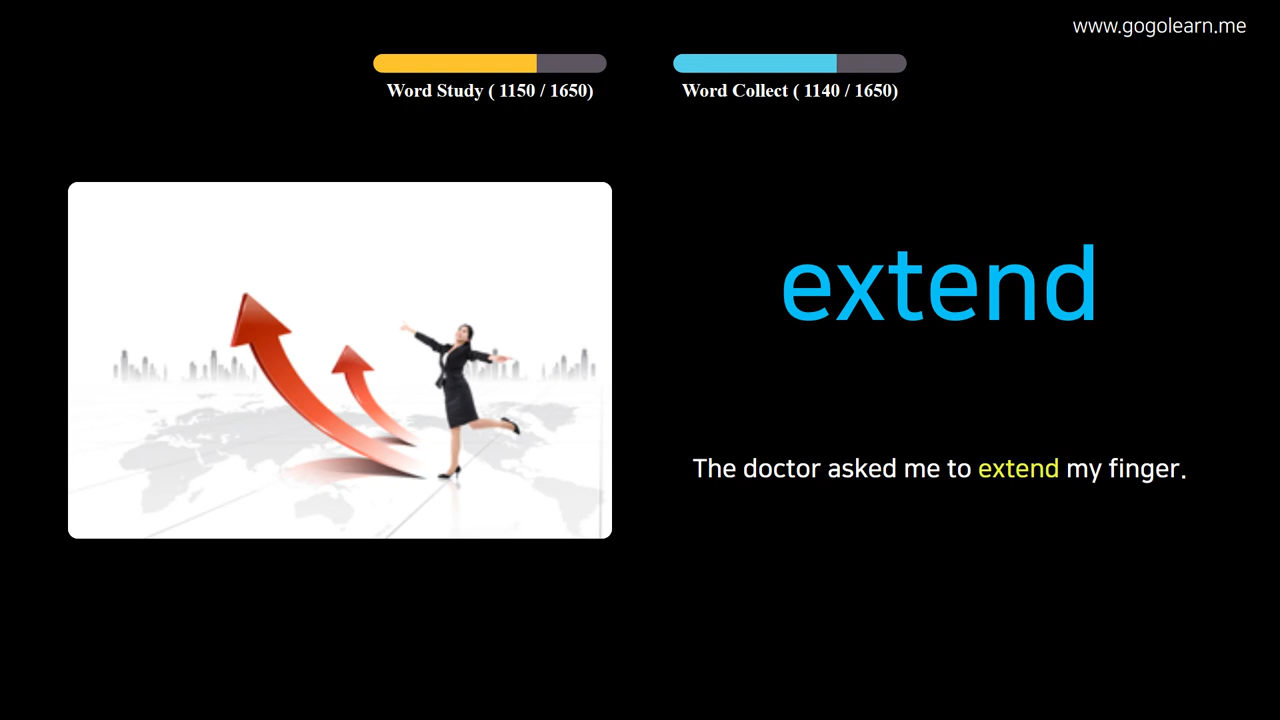 www.gogolearn.me
Word Study ( 1150 / 1650)
Word Collect ( 1140 / 1650)
extend
The doctor asked me to extend my finger.